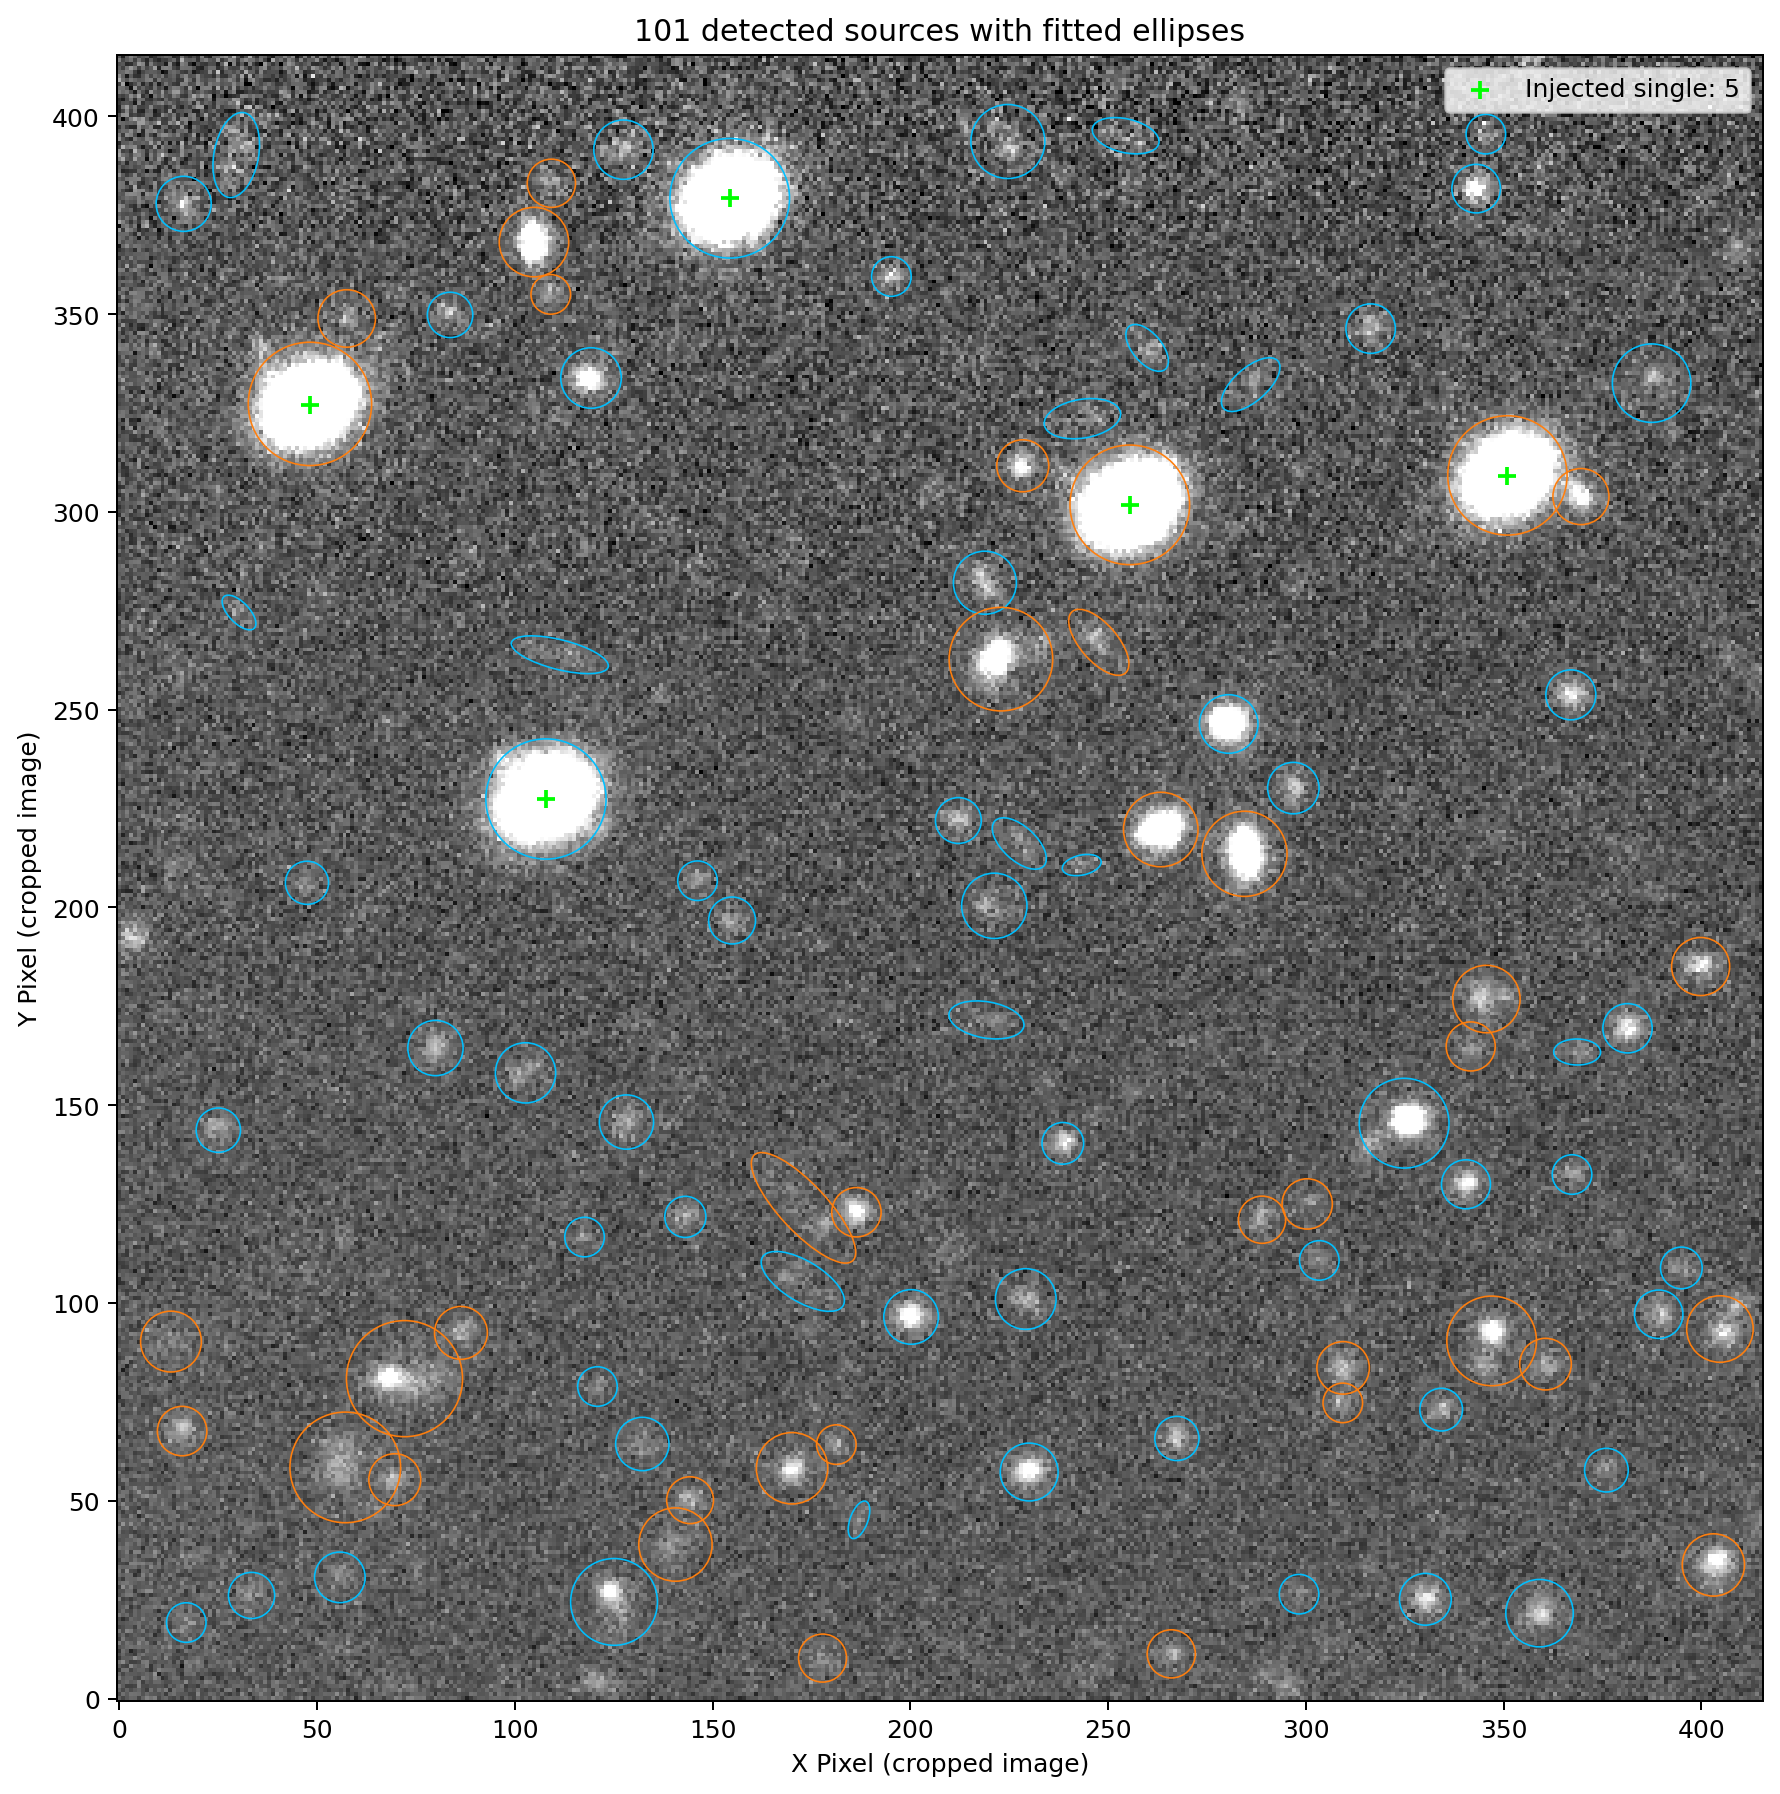 101 detected sources with fitted ellipses
Injected single: 5
400
350
300
250
200
150
100
50
0
Y Pixel (cropped image)
0 50 100 150 200 250 300 350 400
X Pixel (cropped image)